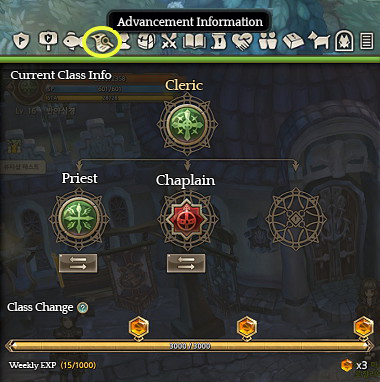 Advancement Information
Current Class Info
Cleric
Priest
Chaplain
Class Change ?
3000/3000
Weekly EXP (15/1000)
x3